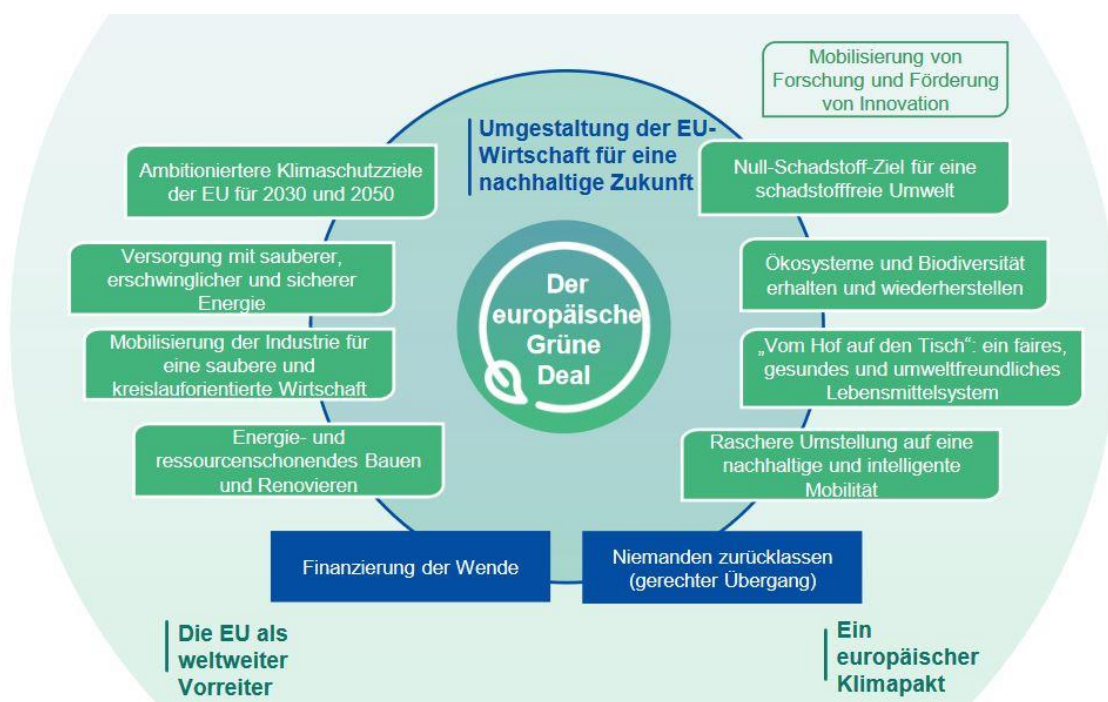 Mobilisierung von
Forschung und Förderung
von Innovation
Umgestaltung der EU-
Wirtschaft für eine
nachhaltige Zukunft
Ambitioniertere Klimaschutzziele
der EU für 2030 und 2050
Null-Schadstoff-Ziel für eine
schadstofffreie Umwelt
Versorgung mit sauberer,
erschwinglicher und sicherer
Energie
Ökosysteme und Biodiversität
erhalten und wiederherstellen
Der
europäische
Grüne
Deal
Mobilisierung der Industrie für
eine saubere und
kreislauforientierte Wirtschaft
„Vom Hof auf den Tisch“: ein faires,
gesundes und umweltfreundliches
Lebensmittelsystem
Energie- und
ressourcenschonendes Bauen
und Renovieren
Raschere Umstellung auf eine
nachhaltige und intelligente
Mobilität
Finanzierung der Wende
Niemanden zurücklassen
(gerechter Übergang)
Die EU als
weltweiter
Vorreiter
Ein
europäischer
Klimapakt